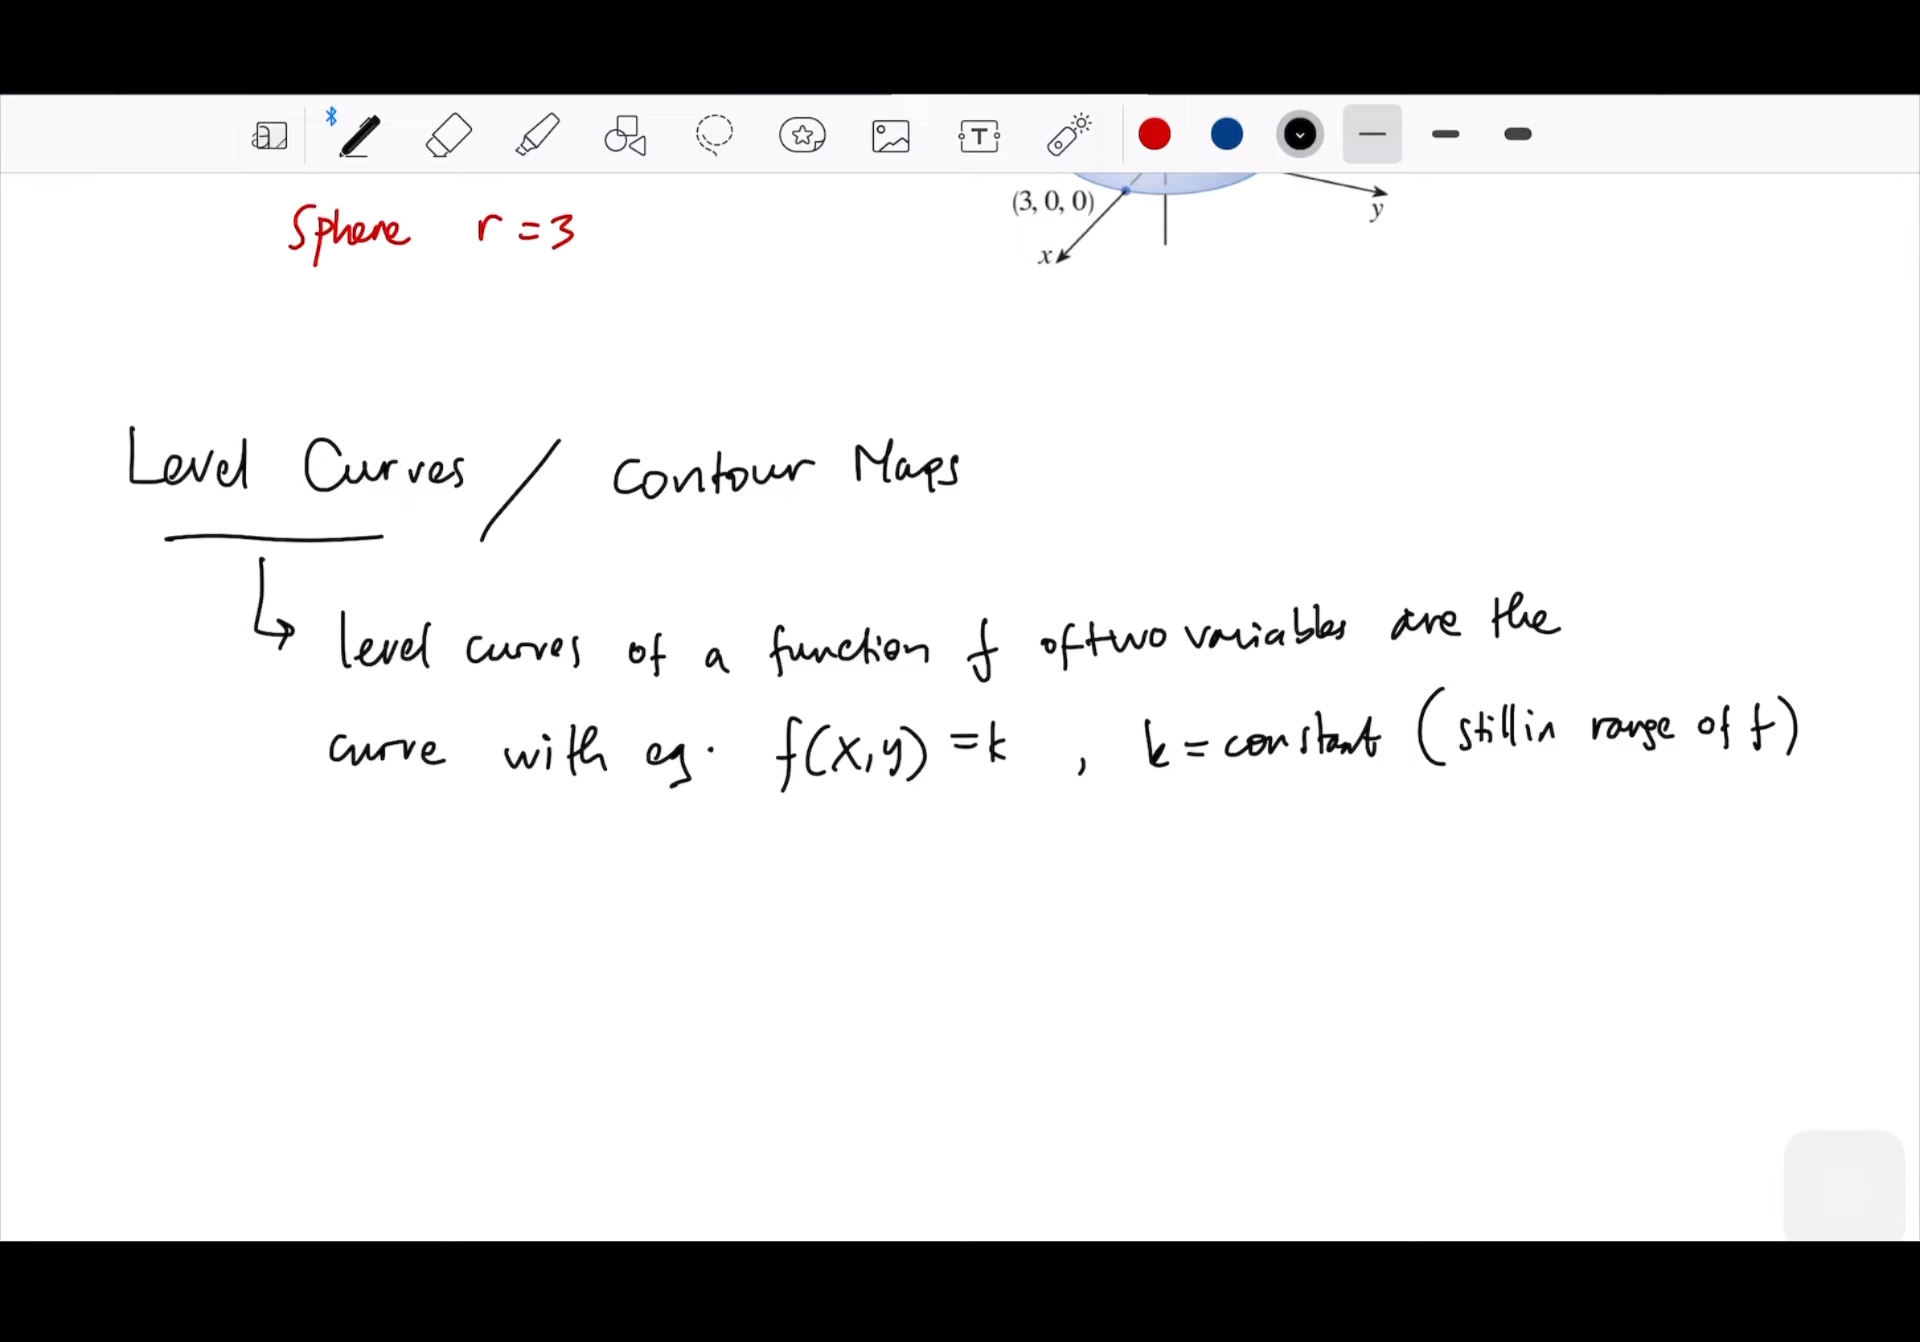 T
(3, 0, 0)
y
x
Sphere r = 3
Level Curves / Contour Maps
level curves of a function f of two variables are the
curve with eq. f(x,y) = k , k = constant (still in range of f)